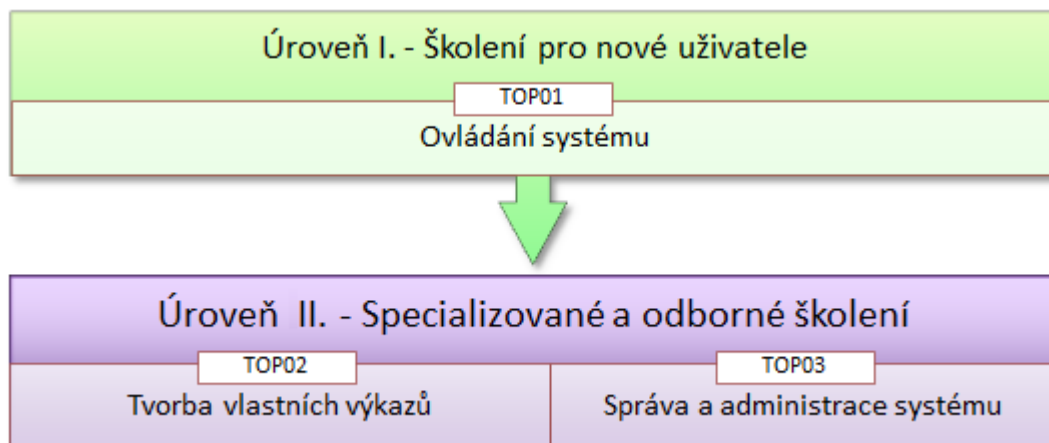 Úroveň I. - Školení pro nové uživatele
TOP01
Ovládání systému
Úroveň II. - Specializované a odborné školení
TOP02
Tvorba vlastních výkazů
TOP03
Správa a administrace systému